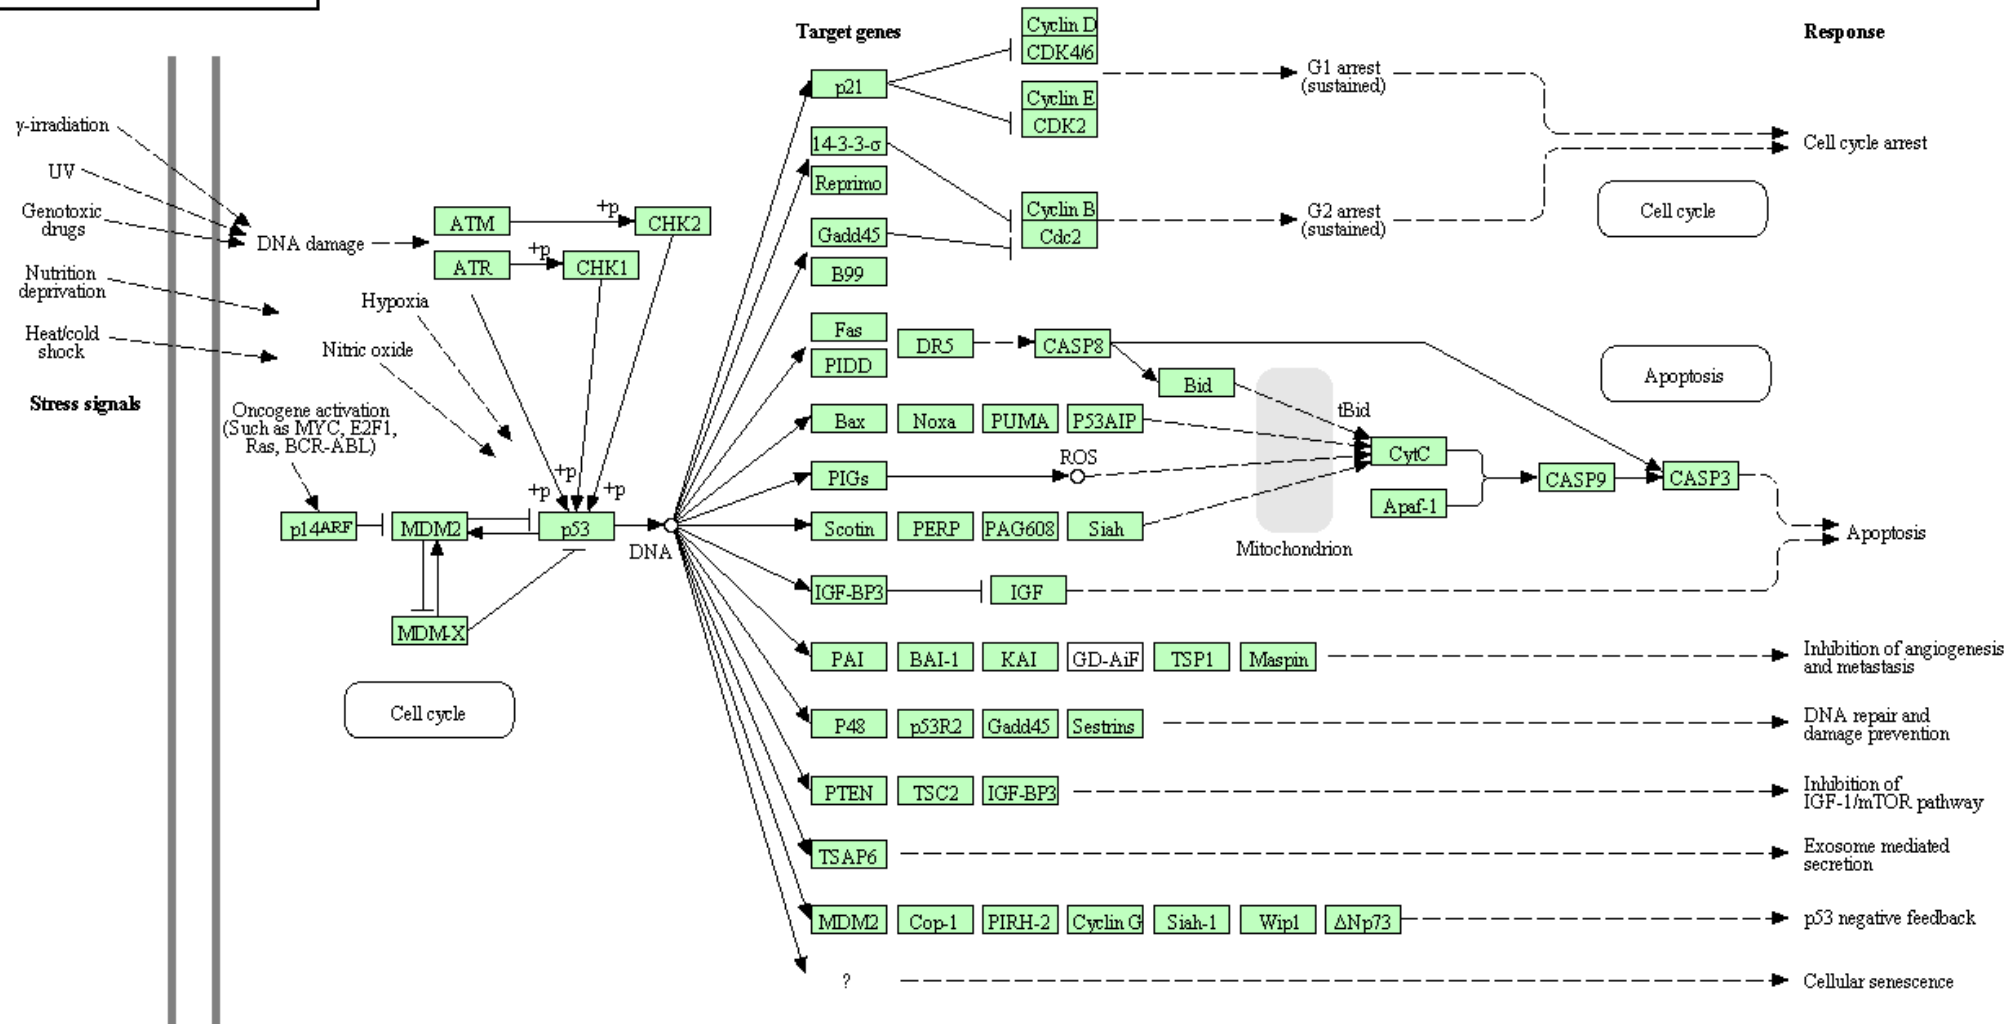 Target genes
Response
Cyclin D
CDK4/6
p21
G1 arrest
(sustained)
Cyclin E
CDK2
γ-irradiation
14-3-3-σ
Cell cycle arrest
UV
Reprimo
Genotoxic
drugs
+p
ATM
CHK2
Cyclin B
Cdc2
G2 arrest
(sustained)
Cell cycle
Gadd45
DNA damage
+p
ATR
CHK1
B99
Nutrition
deprivation
Hypoxia
Heat/cold
shock
Nitric oxide
Fas
DR5
CASP8
PIDD
Bid
Apoptosis
Stress signals
Oncogene activation
(Such as MYC, E2F1,
Ras, BCR-ABL)
Bax
Noxa
PUMA
P53AIP
tBid
CytC
ROS
+p
+p
+p
PIGs
CASP9
CASP3
Apaf-1
p14ARF
MDM2
p53
DNA
Scotin
PERP
PAG608
Siah
Mitochondrion
Apoptosis
IGF-BP3
IGF
MDM-X
PAI
BAI-1
KAI
GD-AiF
TSP1
Maspin
Inhibition of angiogenesis
and metastasis
Cell cycle
P48
p53R2
Gadd45
Sestrins
DNA repair and
damage prevention
PTEN
TSC2
IGF-BP3
Inhibition of
IGF-1/mTOR pathway
TSAP6
Exosome mediated
secretion
MDM2
Cop-1
PIRH-2
Cyclin G
Siah-1
Wip1
ΔNp73
p53 negative feedback
?
Cellular senescence